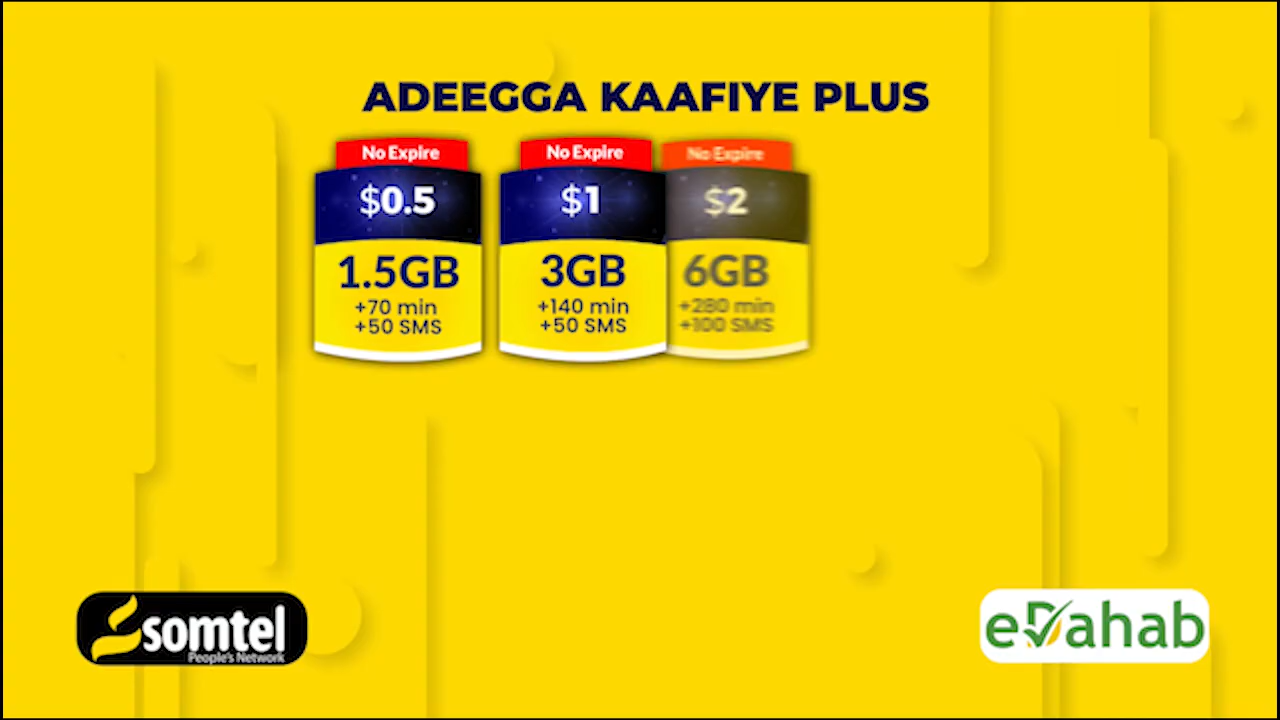 ADEEGGA KAAFIYE PLUS
No Expire
$0.5
1.5GB
+70 min
+50 SMS
No Expire
$1
3GB
+140 min
+50 SMS
No Expire
$2
6GB
+280 min
+100 SMS
somtel
People's Network
eDahab